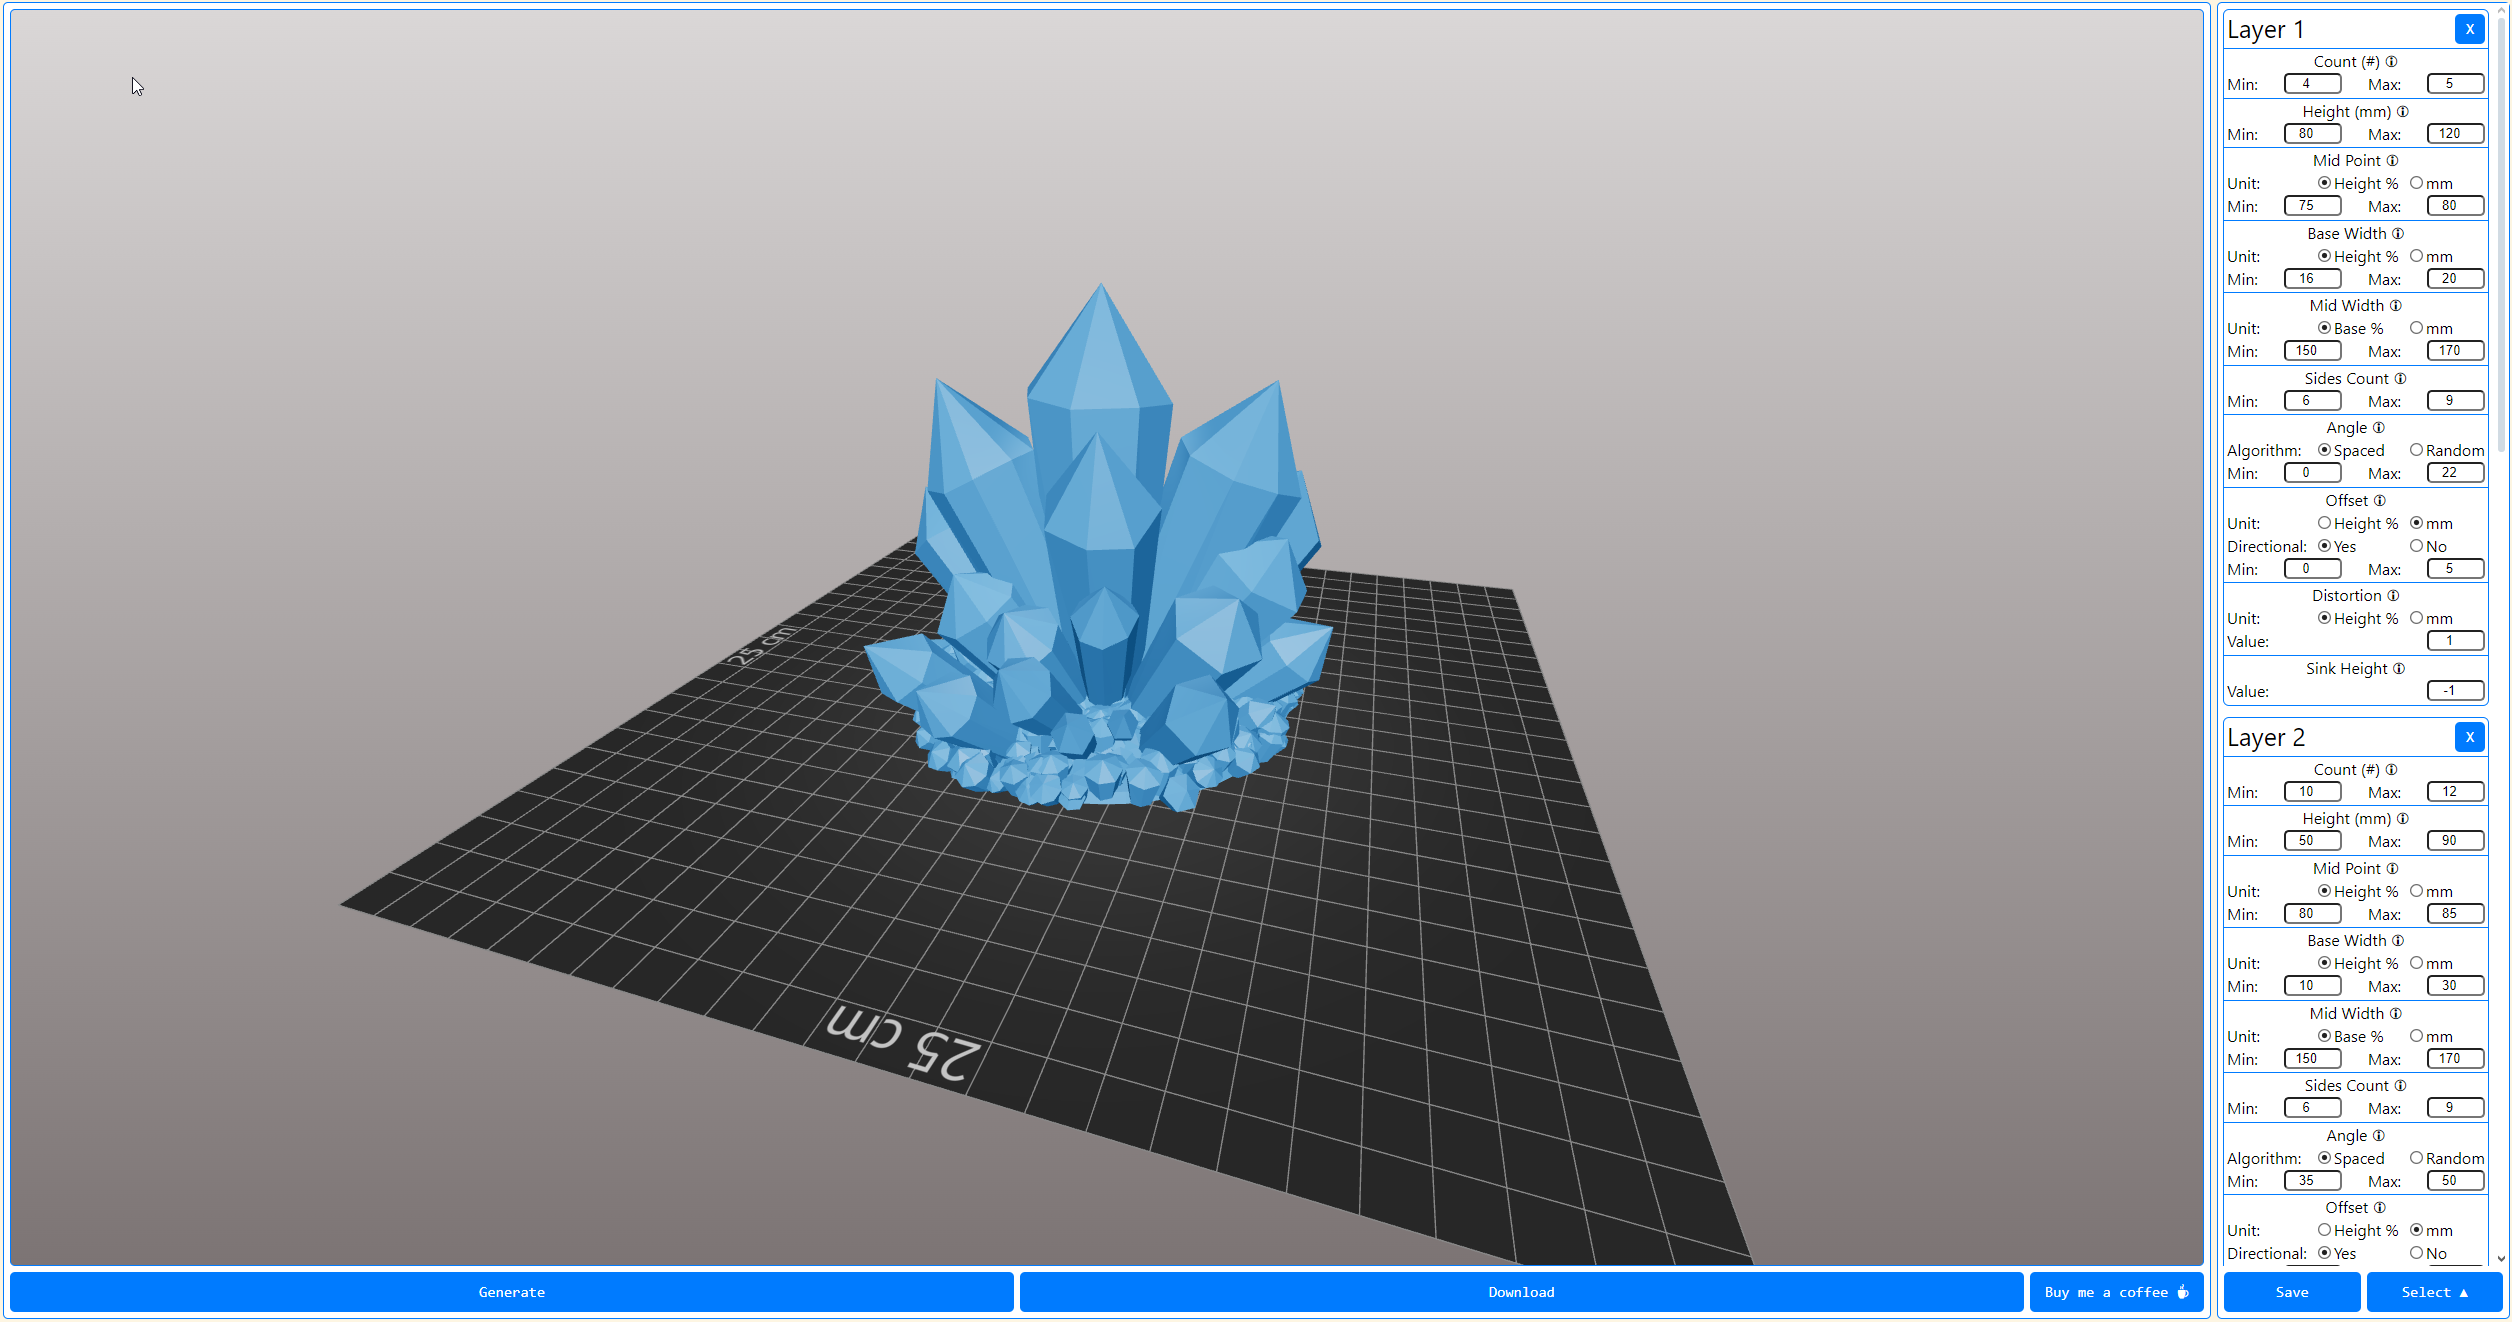 25 cm
25 cm
Generate
Download
Buy me a coffee
Layer 1
X
Count (#)
Min: 4 Max: 5
Height (mm)
Min: 80 Max: 120
Mid Point
Unit: Height % mm
Min: 75 Max: 80
Base Width
Unit: Height % mm
Min: 16 Max: 20
Mid Width
Unit: Base % mm
Min: 150 Max: 170
Sides Count
Min: 6 Max: 9
Angle
Algorithm: Spaced Random
Min: 0 Max: 22
Offset
Unit: Height % mm
Directional: Yes No
Min: 0 Max: 5
Distortion
Unit: Height % mm
Value: 1
Sink Height
Value: -1
Layer 2
X
Count (#)
Min: 10 Max: 12
Height (mm)
Min: 50 Max: 90
Mid Point
Unit: Height % mm
Min: 80 Max: 85
Base Width
Unit: Height % mm
Min: 10 Max: 30
Mid Width
Unit: Base % mm
Min: 150 Max: 170
Sides Count
Min: 6 Max: 9
Angle
Algorithm: Spaced Random
Min: 35 Max: 50
Offset
Unit: Height % mm
Directional: Yes No
Save
Select ▲